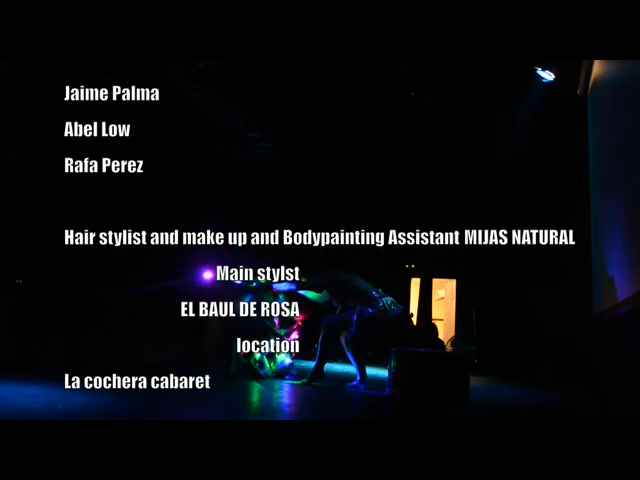 Jaime Palma
Abel Low
Rafa Perez
Hair stylist and make up and Bodypainting Assistant MIJAS NATURAL
Main stylst
EL BAUL DE ROSA
location
La cochera cabaret